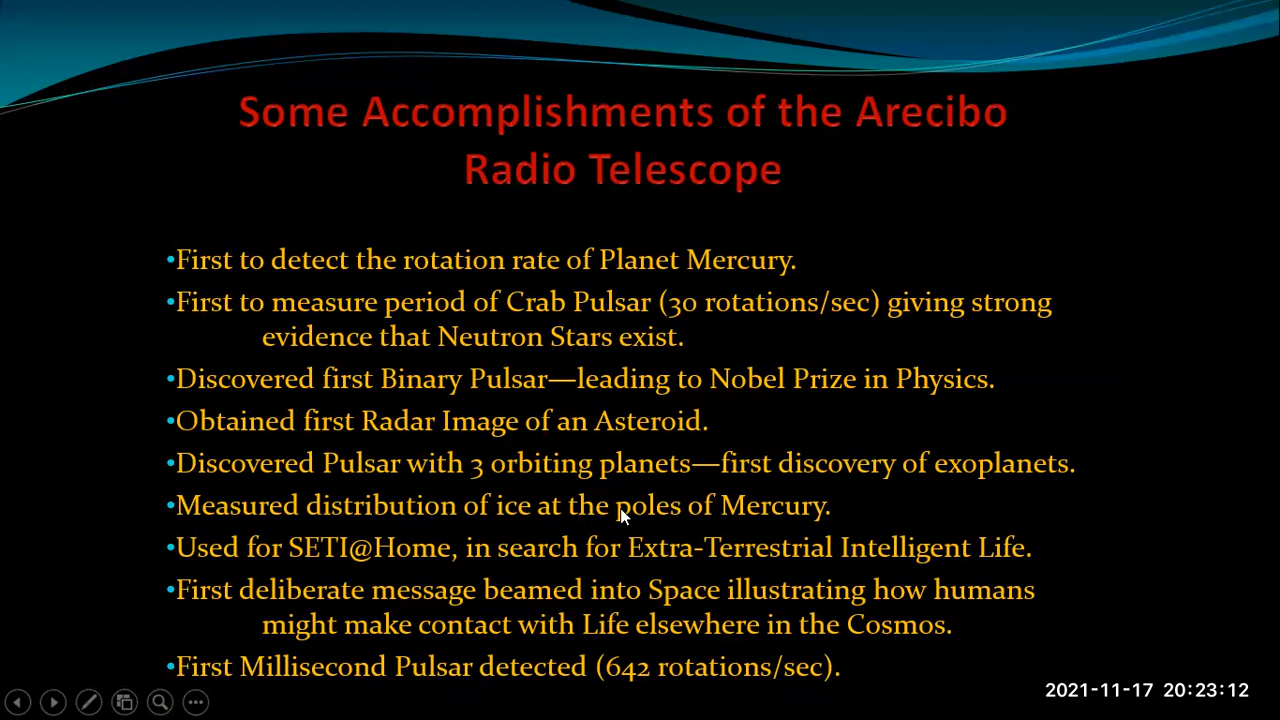 Some Accomplishments of the Arecibo
Radio Telescope
•First to detect the rotation rate of Planet Mercury.
•First to measure period of Crab Pulsar (30 rotations/sec) giving strong
evidence that Neutron Stars exist.
•Discovered first Binary Pulsar—leading to Nobel Prize in Physics.
•Obtained first Radar Image of an Asteroid.
•Discovered Pulsar with 3 orbiting planets—first discovery of exoplanets.
•Measured distribution of ice at the poles of Mercury.
•Used for SETI@Home, in search for Extra-Terrestrial Intelligent Life.
•First deliberate message beamed into Space illustrating how humans
might make contact with Life elsewhere in the Cosmos.
•First Millisecond Pulsar detected (642 rotations/sec).
2021-11-17 20:23:12